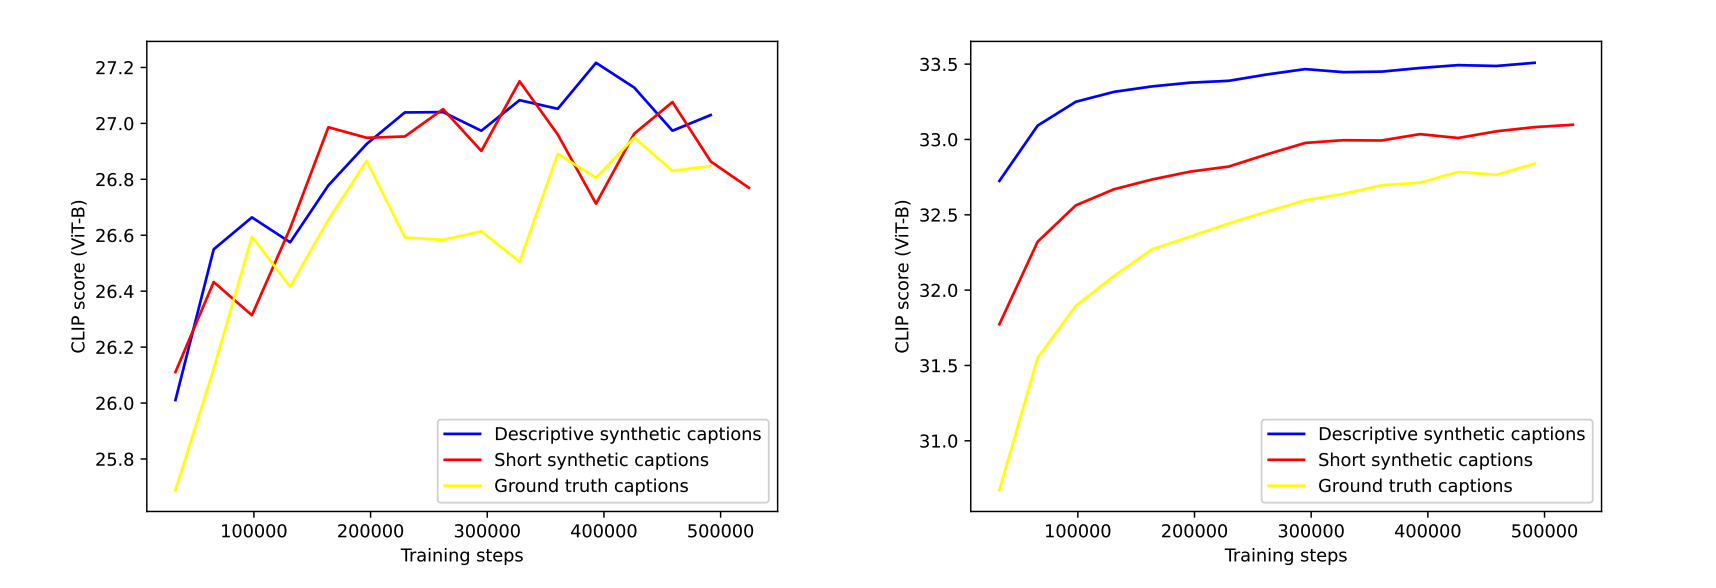 CLIP score (ViT-B)
27.2
27.0
26.8
26.6
26.4
26.2
26.0
25.8
Descriptive synthetic captions
Short synthetic captions
Ground truth captions
100000 200000 300000 400000 500000
Training steps
CLIP score (ViT-B)
33.5
33.0
32.5
32.0
31.5
31.0
Descriptive synthetic captions
Short synthetic captions
Ground truth captions
100000 200000 300000 400000 500000
Training steps